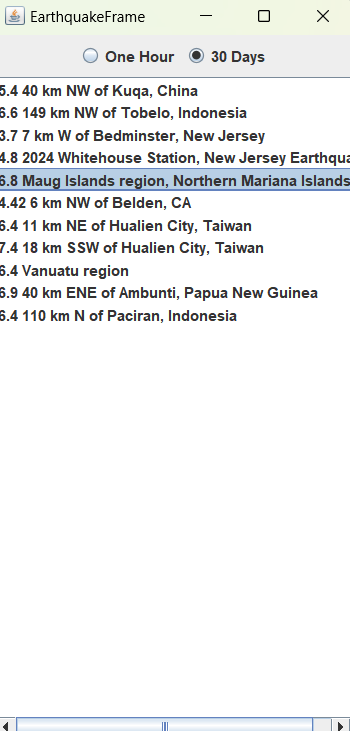 EarthquakeFrame
One Hour 30 Days
5.4 40 km NW of Kuqa, China
6.6 149 km NW of Tobelo, Indonesia
3.7 7 km W of Bedminster, New Jersey
4.8 2024 Whitehouse Station, New Jersey Earthqua
6.8 Maug Islands region, Northern Mariana Islands
4.42 6 km NW of Belden, CA
6.4 11 km NE of Hualien City, Taiwan
7.4 18 km SSW of Hualien City, Taiwan
6.4 Vanuatu region
6.9 40 km ENE of Ambunti, Papua New Guinea
6.4 110 km N of Paciran, Indonesia